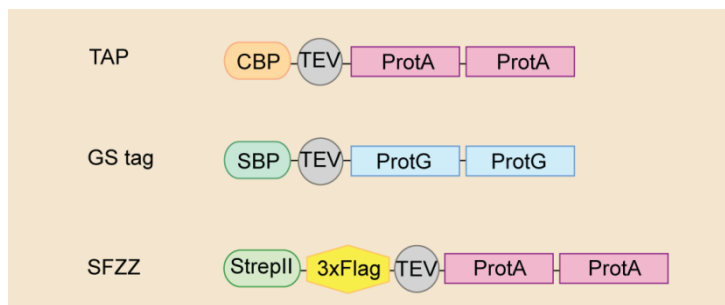 TAP CBP TEV ProtA ProtA
GS tag SBP TEV ProtG ProtG
SFZZ StrepII 3xFlag TEV ProtA ProtA